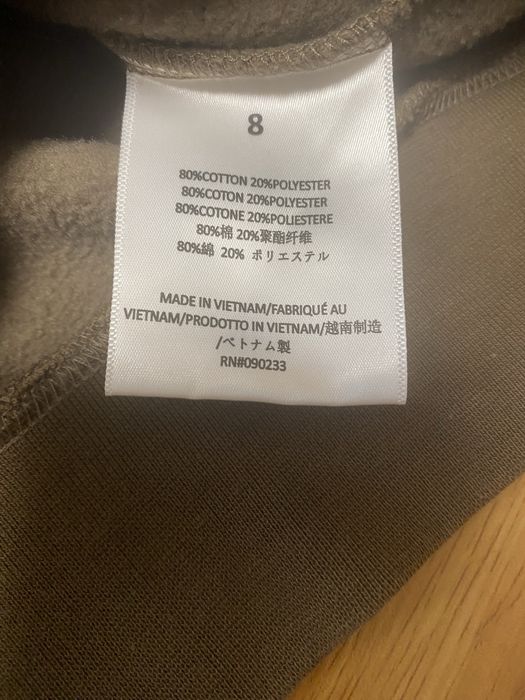 8
80%COTTON 20%POLYESTER
80%COTON 20%POLYESTER
80%COTONE 20%POLIESTERE
80%棉 20%聚酯纤维
80%綿 20% ポリエステル
MADE IN VIETNAM/FABRIQUÉ AU
VIETNAM/PRODOTTO IN VIETNAM/越南制造
/ベトナム製
RN#090233